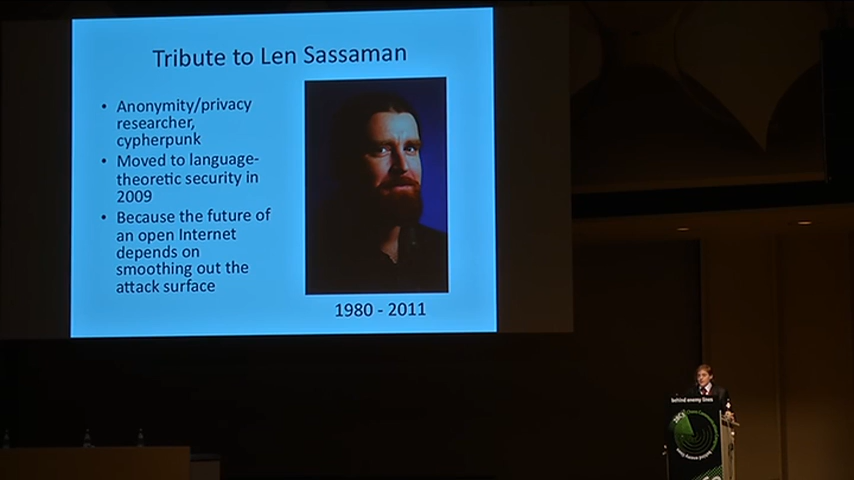 Tribute to Len Sassaman
• Anonymity/privacy
researcher,
cypherpunk
• Moved to language-
theoretic security in
2009
• Because the future of
an open Internet
depends on
smoothing out the
attack surface
1980 - 2011
behind enemy lines
28C3